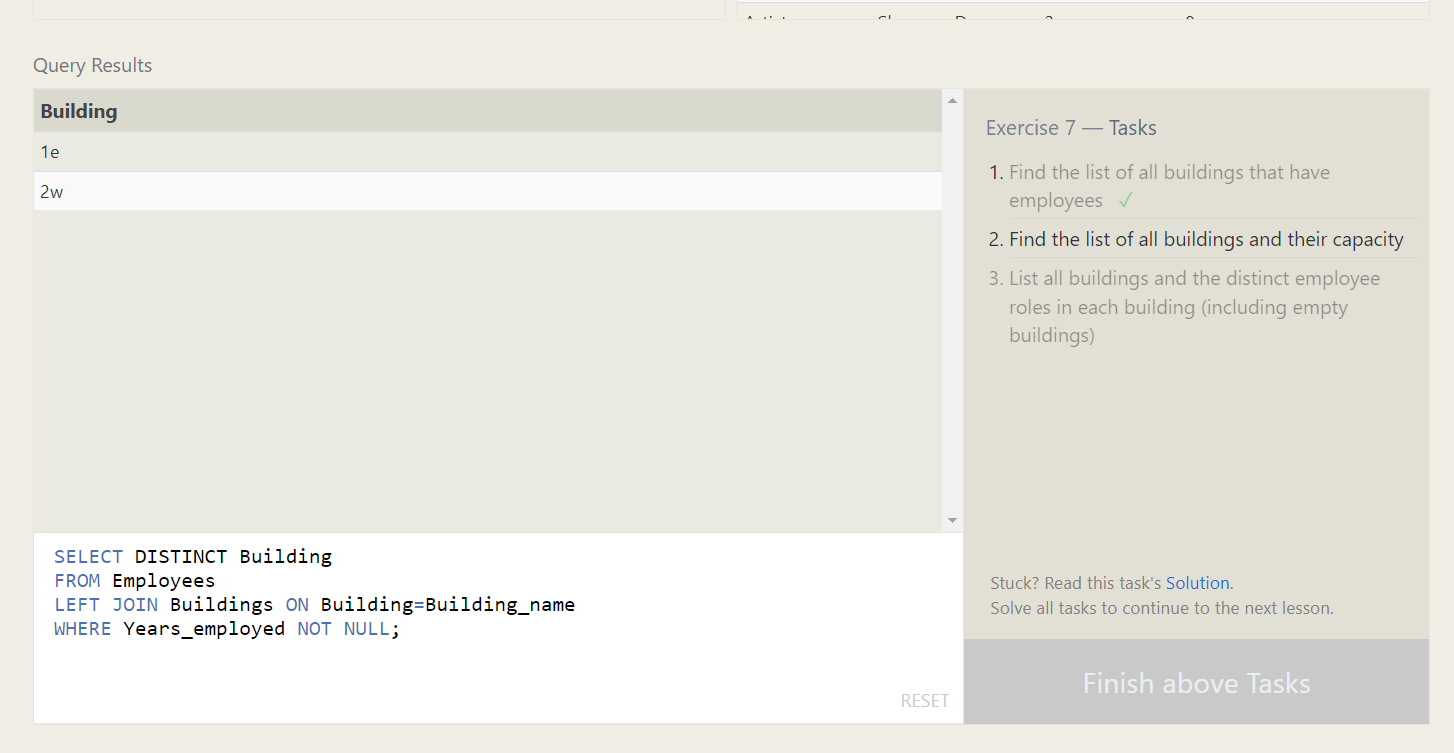 Query Results
Building
1e
2w
SELECT DISTINCT Building
FROM Employees
LEFT JOIN Buildings ON Building=Building_name
WHERE Years_employed NOT NULL;
RESET
Exercise 7 — Tasks
1. Find the list of all buildings that have
employees ✓
2. Find the list of all buildings and their capacity
3. List all buildings and the distinct employee
roles in each building (including empty
buildings)
Stuck? Read this task's Solution.
Solve all tasks to continue to the next lesson.
Finish above Tasks